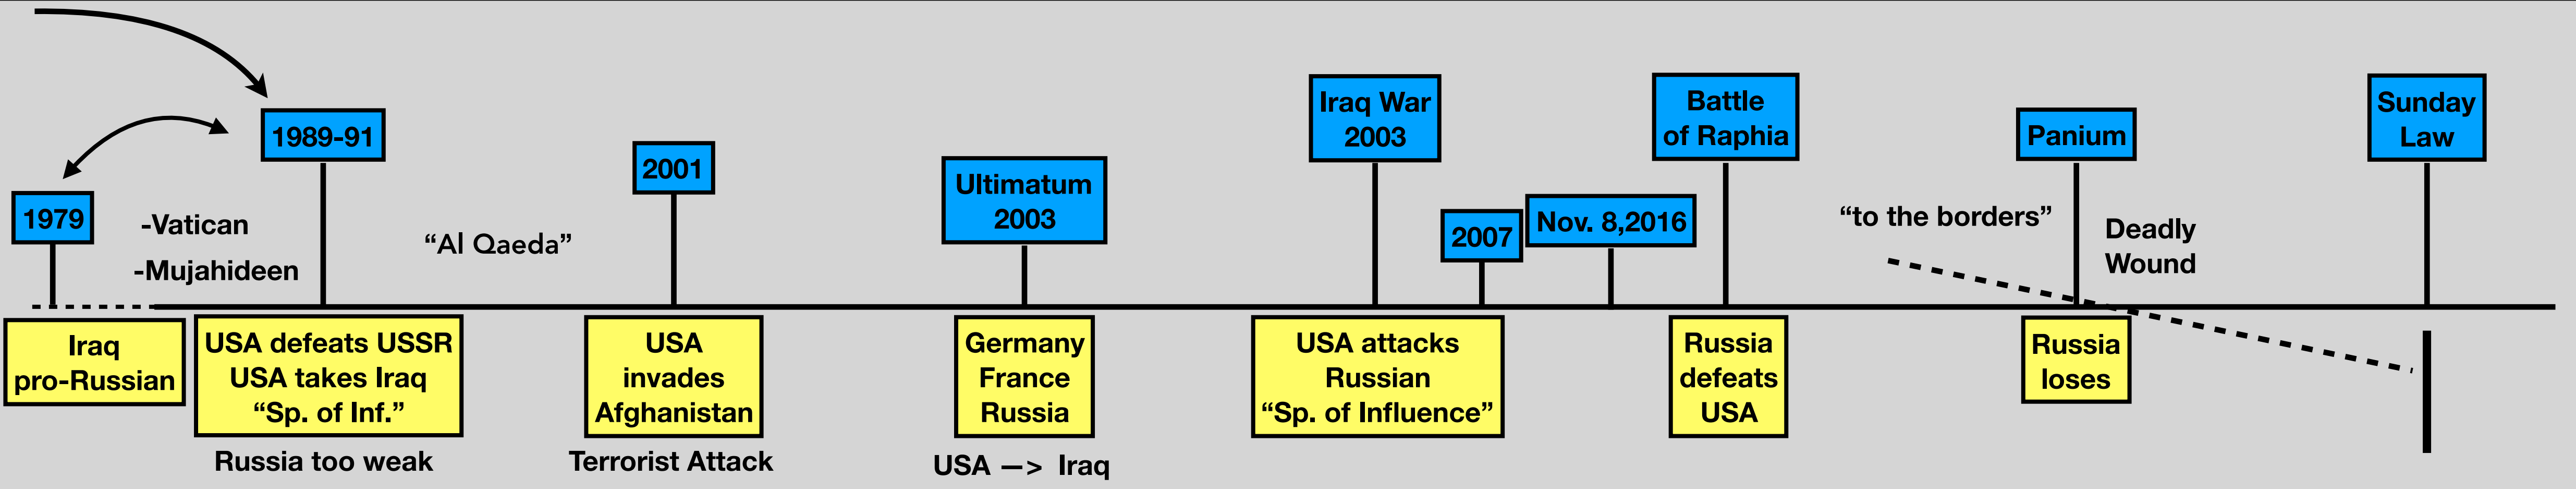 1979
-Vatican
-Mujahideen
1989-91
“Al Qaeda”
2001
Ultimatum
2003
Iraq War
2003
2007
Nov. 8,2016
Battle
of Raphia
“to the borders”
Panium
Deadly
Wound
Sunday
Law
Iraq
pro-Russian
USA defeats USSR
USA takes Iraq
“Sp. of Inf.”
Russia too weak
USA
invades
Afghanistan
Terrorist Attack
Germany
France
Russia
USA —> Iraq
USA attacks
Russian
“Sp. of Influence”
Russia
defeats
USA
Russia
loses